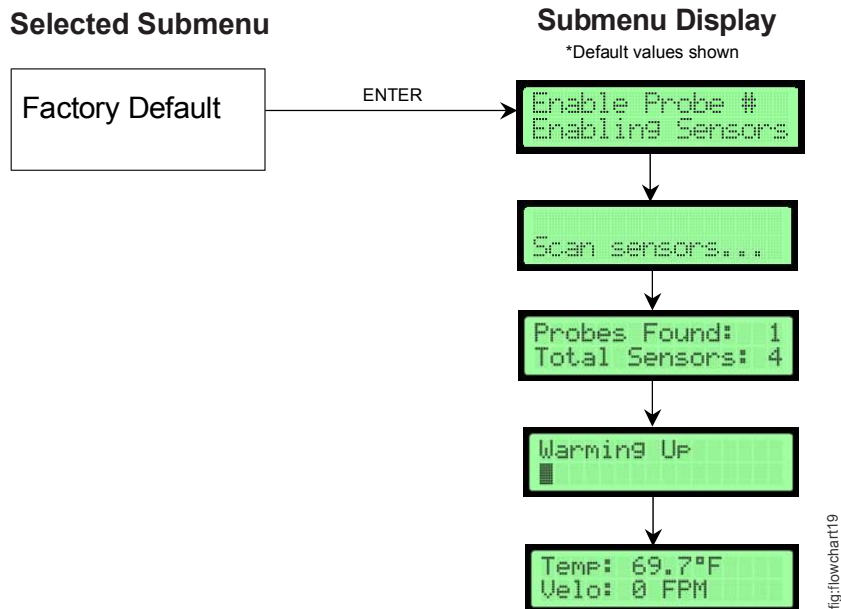 Selected Submenu
Submenu Display
*Default values shown
Factory Default
ENTER
Enable Probe #
Enabling Sensors
Scan sensors...
Probes Found: 1
Total Sensors: 4
Warming Up
Temp: 69.7°F
Velo: 0 FPM
fig:flowchart19